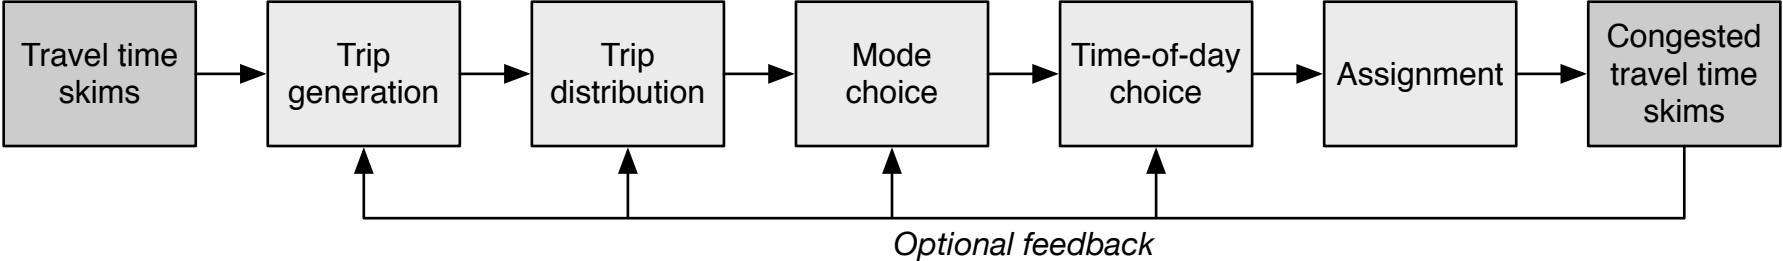 Travel time
skims
Trip
generation
Trip
distribution
Mode
choice
Time-of-day
choice
Assignment
Congested
travel time
skims
Optional feedback